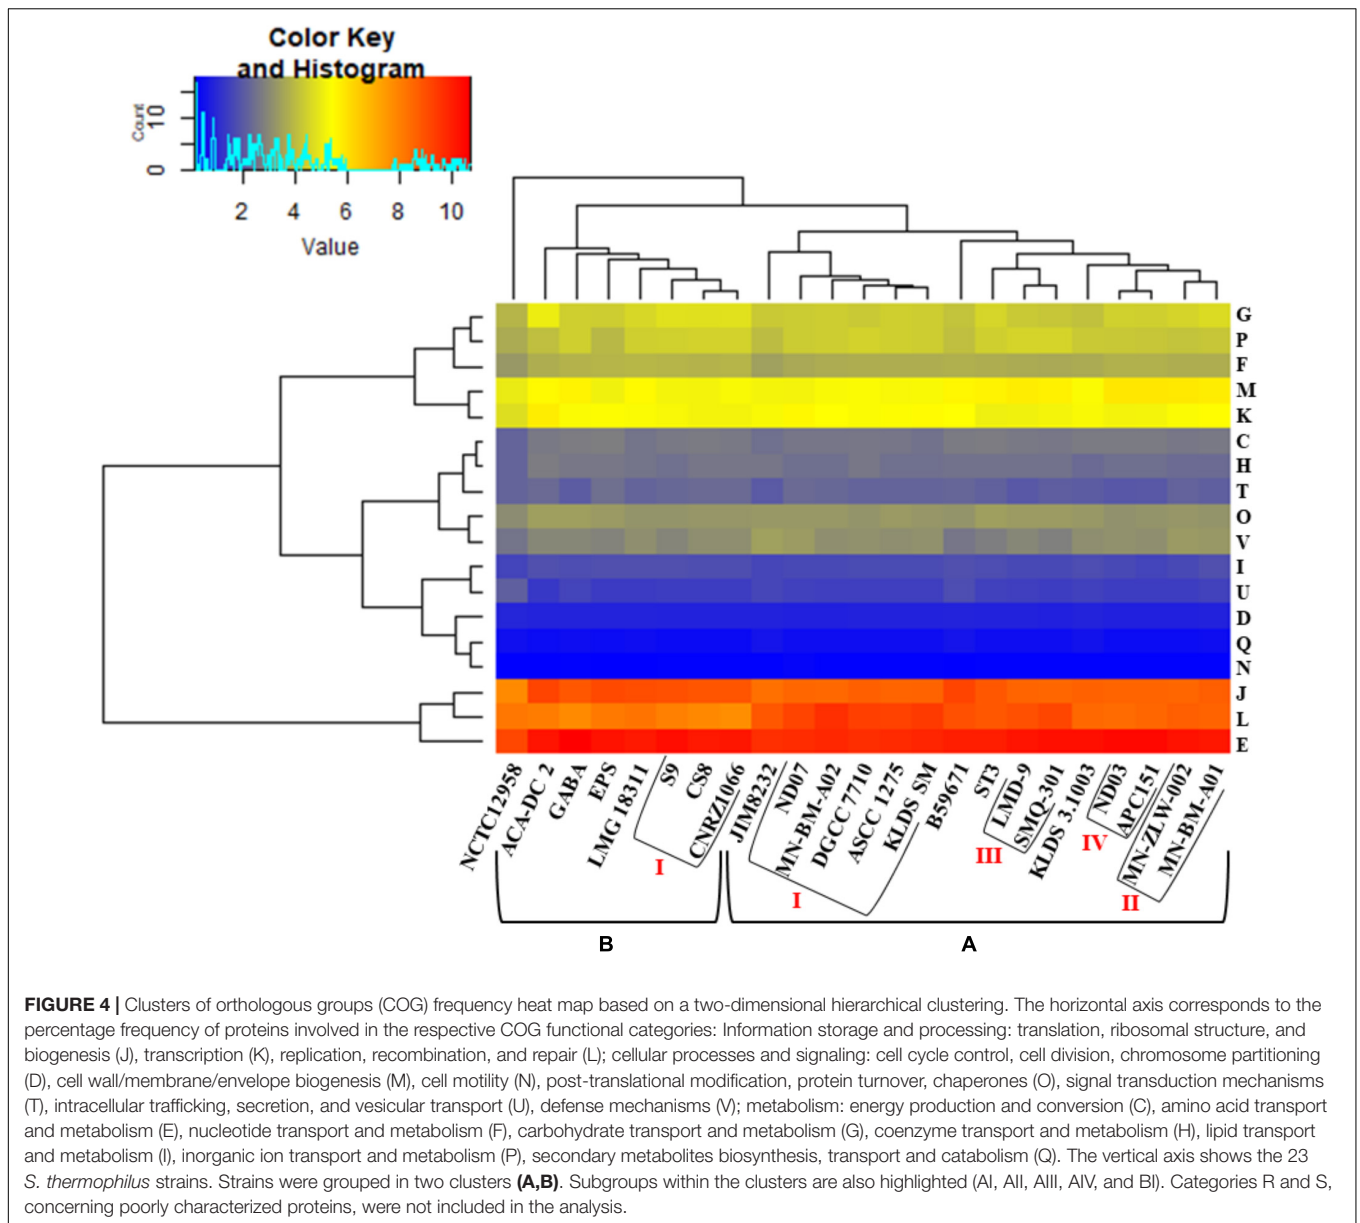 Color Key
and Histogram
Count
0 10
2 4 6 8 10
Value
G
P
F
M
K
C
H
T
O
V
I
U
D
Q
N
J
L
E
NCTC12958
ACA-DC 2
GABA
EPS
LMG 18311
S9
CS8
CNRZ1066
JIM8232
ND07
MN-BM-A02
DGCC 7710
ASCC 1275
KLDS SM
B59671
ST3
LMD-9
SMQ-301
KLDS 3.1003
ND03
APC151
MN-ZLW-002
MN-BM-A01
I
I
III
IV
II
B
A
FIGURE 4 | Clusters of orthologous groups (COG) frequency heat map based on a two-dimensional hierarchical clustering. The horizontal axis corresponds to the
percentage frequency of proteins involved in the respective COG functional categories: Information storage and processing: translation, ribosomal structure, and
biogenesis (J), transcription (K), replication, recombination, and repair (L); cellular processes and signaling: cell cycle control, cell division, chromosome partitioning
(D), cell wall/membrane/envelope biogenesis (M), cell motility (N), post-translational modification, protein turnover, chaperones (O), signal transduction mechanisms
(T), intracellular trafficking, secretion, and vesicular transport (U), defense mechanisms (V); metabolism: energy production and conversion (C), amino acid transport
and metabolism (E), nucleotide transport and metabolism (F), carbohydrate transport and metabolism (G), coenzyme transport and metabolism (H), lipid transport
and metabolism (I), inorganic ion transport and metabolism (P), secondary metabolites biosynthesis, transport and catabolism (Q). The vertical axis shows the 23
S. thermophilus strains. Strains were grouped in two clusters (A,B). Subgroups within the clusters are also highlighted (AI, AII, AIII, AIV, and BI). Categories R and S,
concerning poorly characterized proteins, were not included in the analysis.